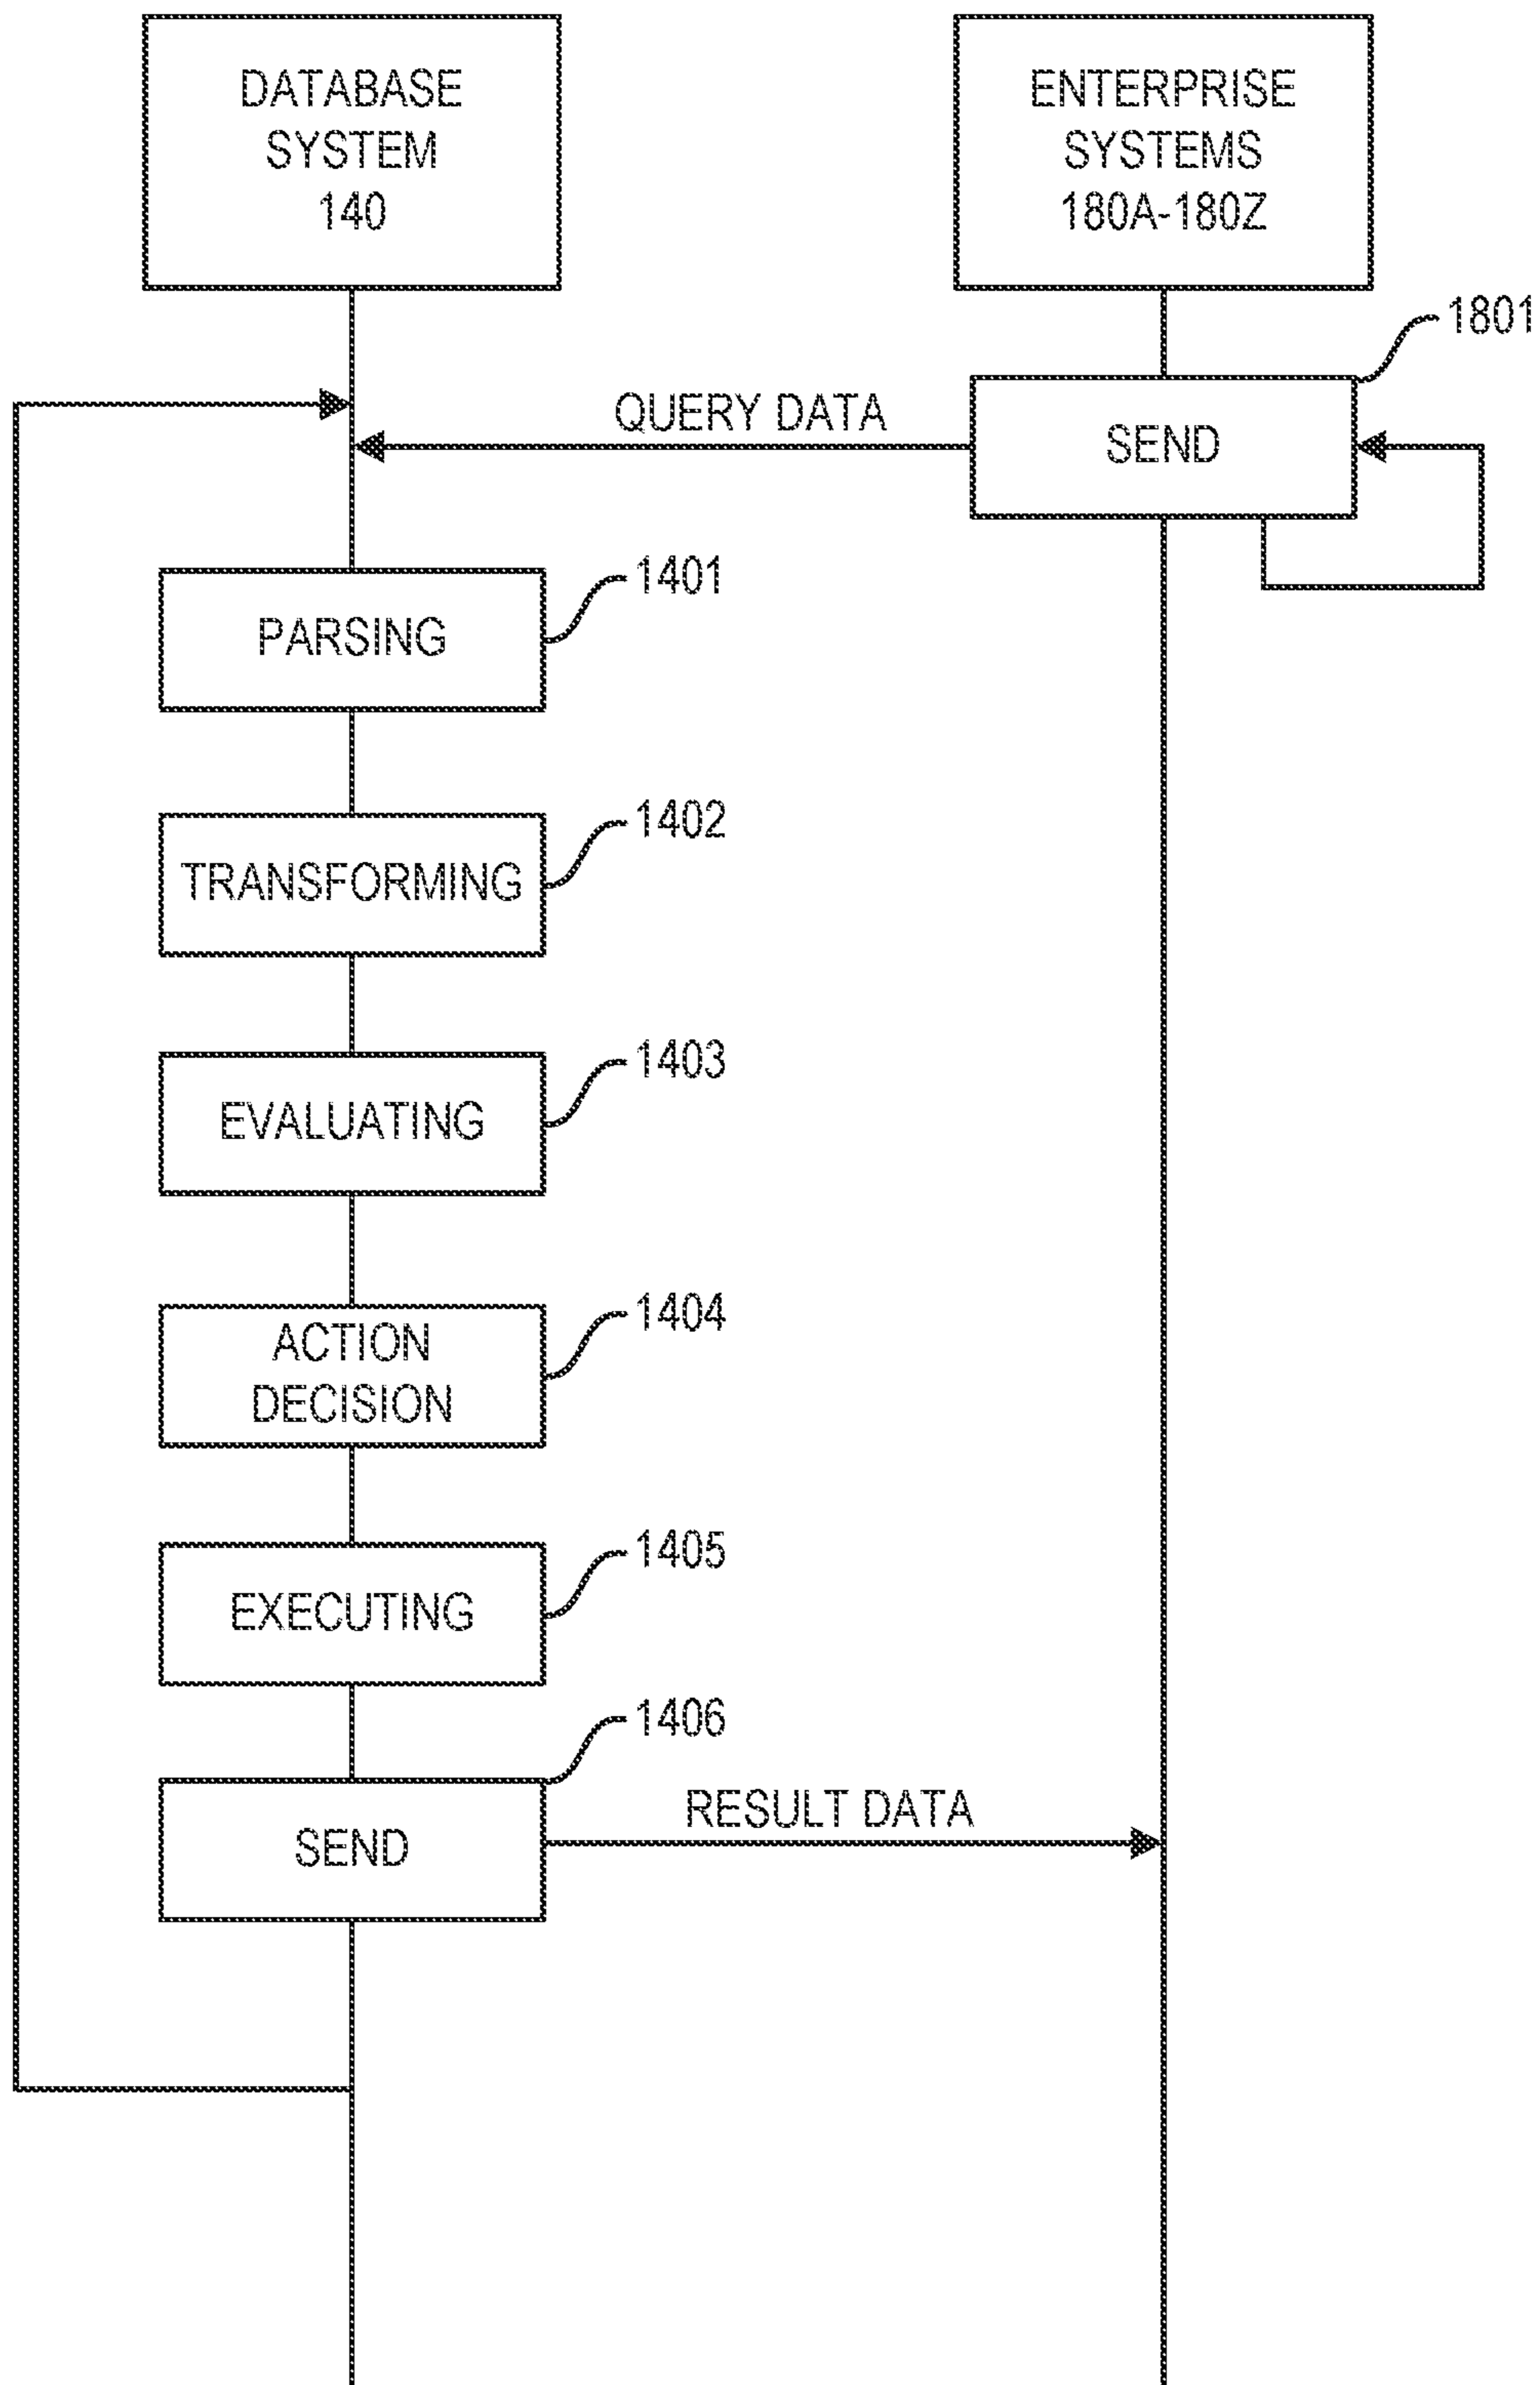 DATABASE
SYSTEM
140
ENTERPRISE
SYSTEMS
180A-180Z
1801
QUERY DATA
SEND
1401
PARSING
1402
TRANSFORMING
1403
EVALUATING
1404
ACTION
DECISION
1405
EXECUTING
1406
RESULT DATA
SEND